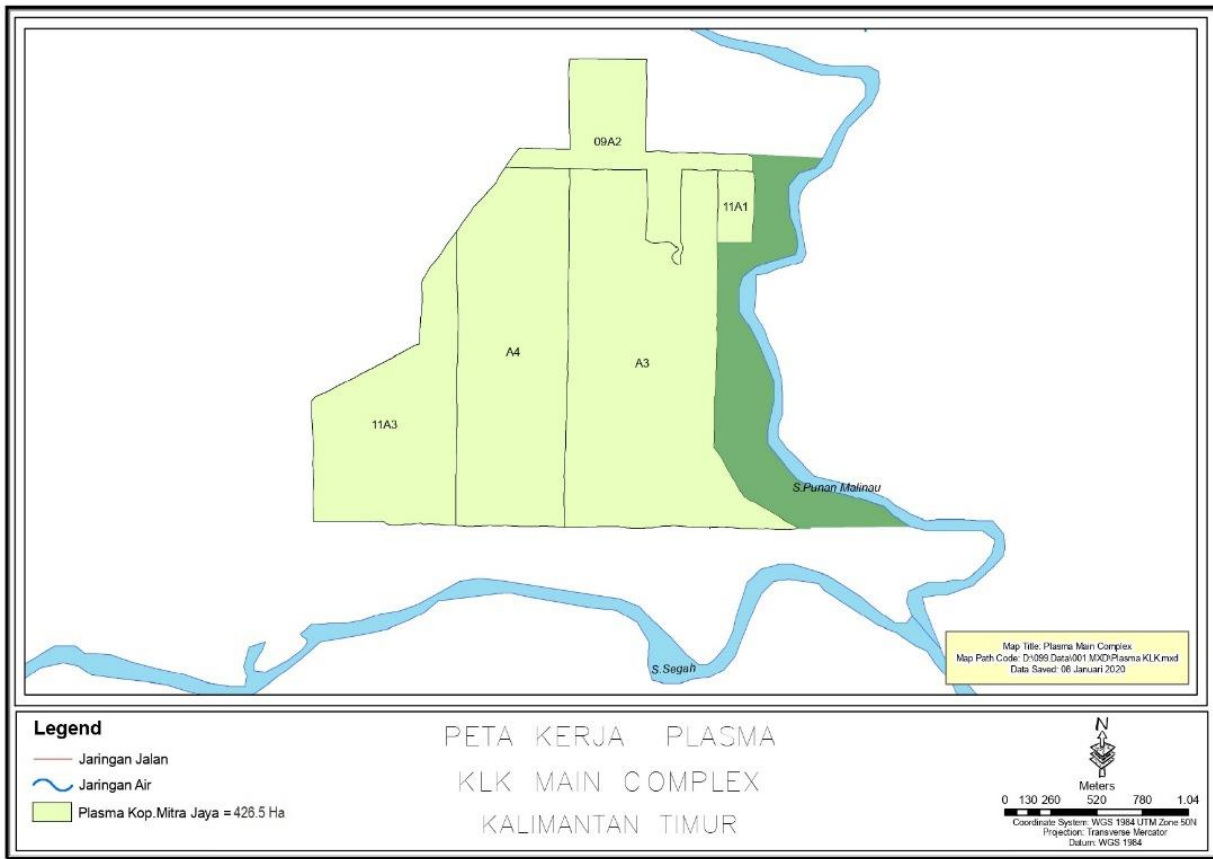 09A2
11A1
A4
A3
11A3
S.Punan Malinau
S.Segah
Map Title: Plasma Main Complex
Map Path Code: D:\099.Data\001.MXD\Plasma KLK.mxd
Data Saved: 08 Januari 2020
Legend
Jaringan Jalan
Jaringan Air
Plasma Kop.Mitra Jaya = 426.5 Ha
PETA KERJA PLASMA
KLK MAIN COMPLEX
KALIMANTAN TIMUR
N
Meters
0 130 260 520 780 1.04
Coordinate System: WGS 1984 UTM Zone 50N
Projection: Transverse Mercator
Datum: WGS 1984